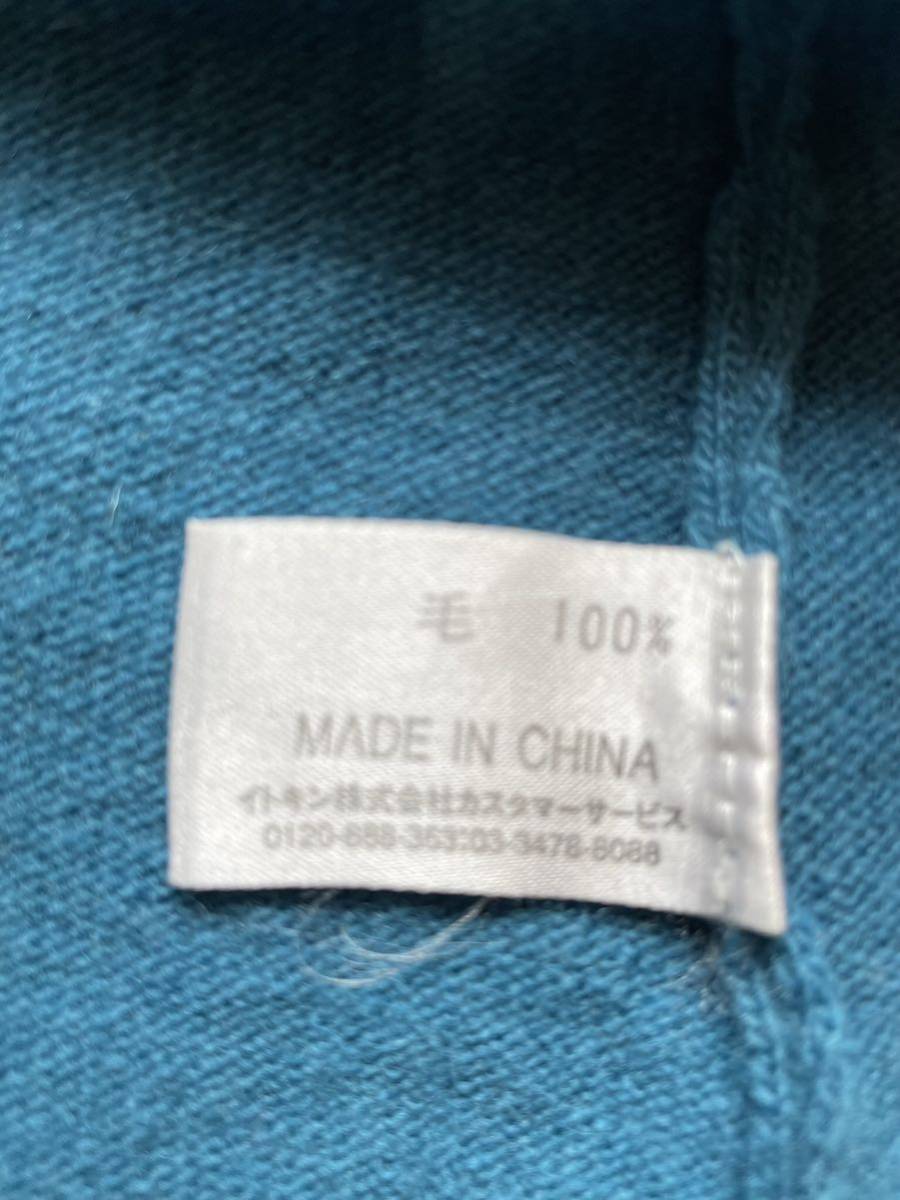 毛 100%
MADE IN CHINA
イトキン株式会社カスタマーサービス
0120-888-363:03-3478-8088